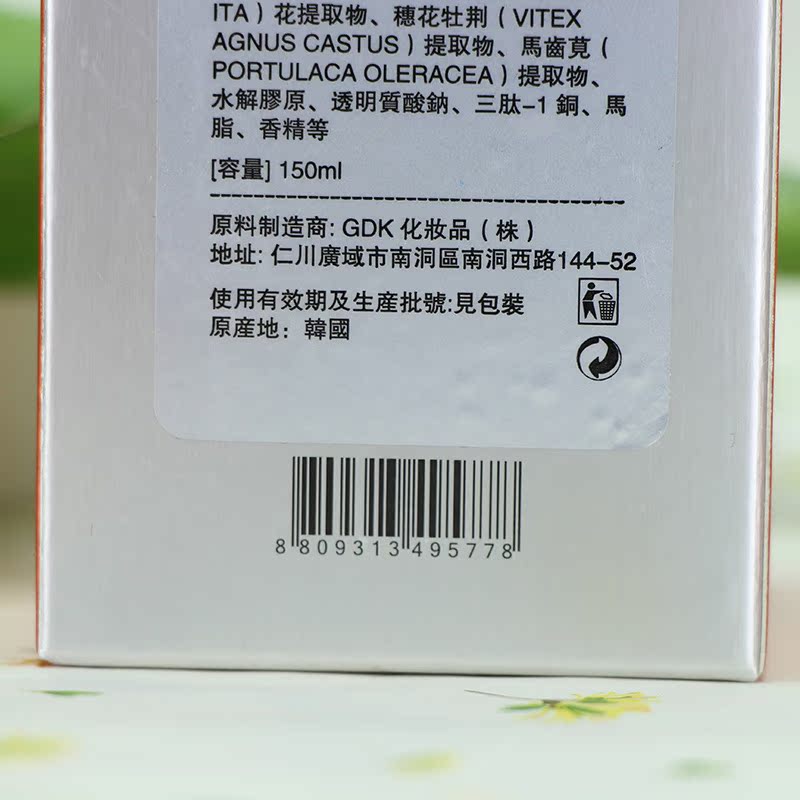 ITA）花提取物、穗花牡荆（VITEX
AGNUS CASTUS）提取物、馬齒莧（
PORTULACA OLERACEA）提取物、
水解膠原、透明質酸鈉、三肽-1 銅、馬
脂、香精等
[容量] 150ml
原料制造商: GDK 化妝品（株）
地址: 仁川廣域市南洞區南洞西路144-52
使用有效期及生產批號:見包裝
原産地：韓國
8 809313 495778